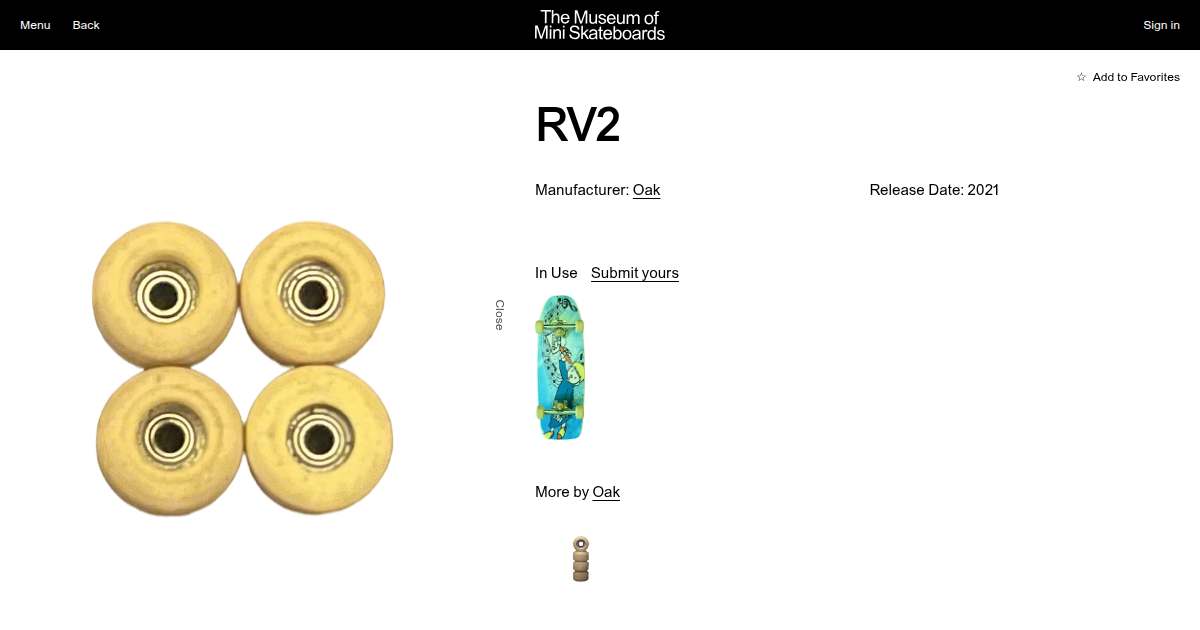 Menu
Back
The Museum of
Mini Skateboards
Sign in
☆ Add to Favorites
RV2
Manufacturer: Oak
Release Date: 2021
In Use
Submit yours
Close
More by Oak